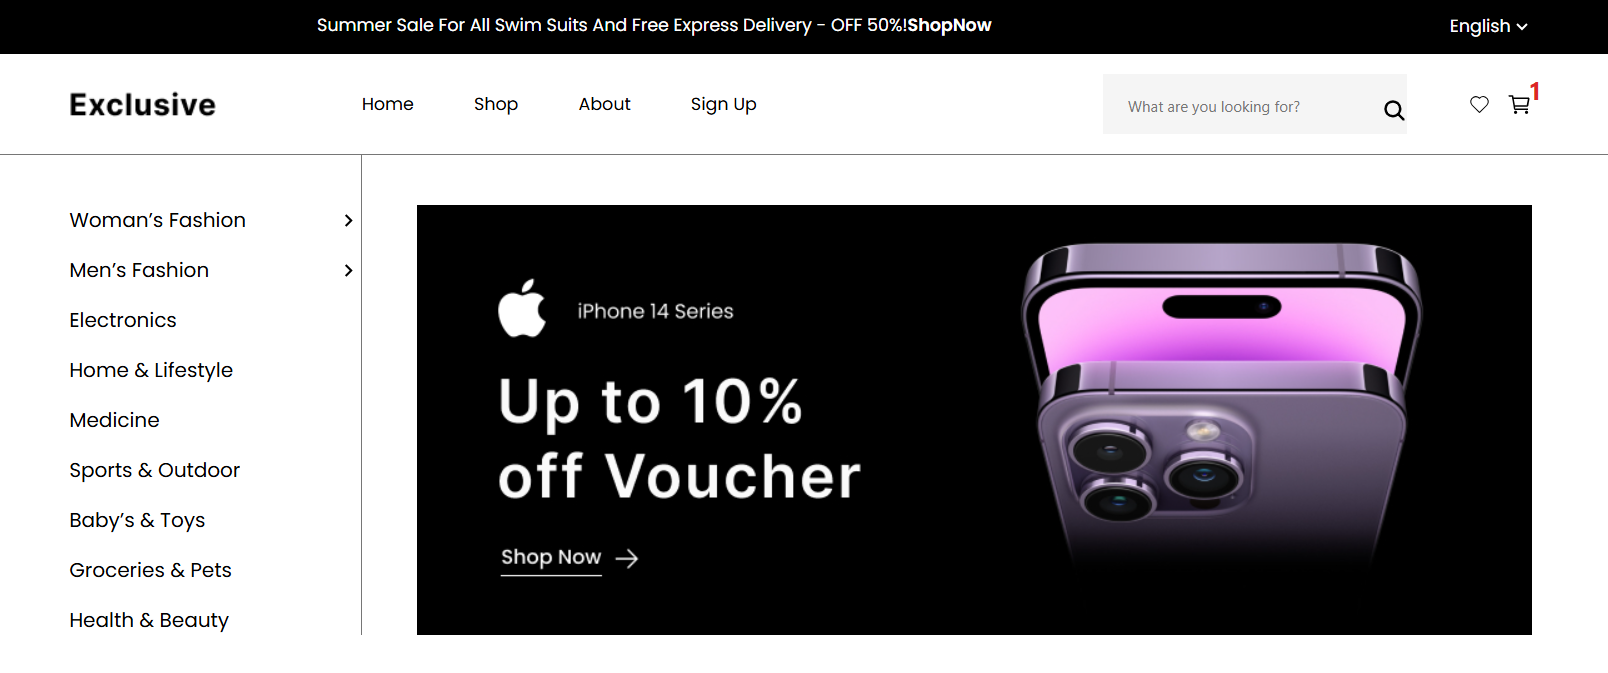 Summer Sale For All Swim Suits And Free Express Delivery - OFF 50%!ShopNow
English
Exclusive
Home
Shop
About
Sign Up
What are you looking for?
1
Woman’s Fashion
Men’s Fashion
Electronics
Home & Lifestyle
Medicine
Sports & Outdoor
Baby’s & Toys
Groceries & Pets
Health & Beauty
iPhone 14 Series
Up to 10%
off Voucher
Shop Now